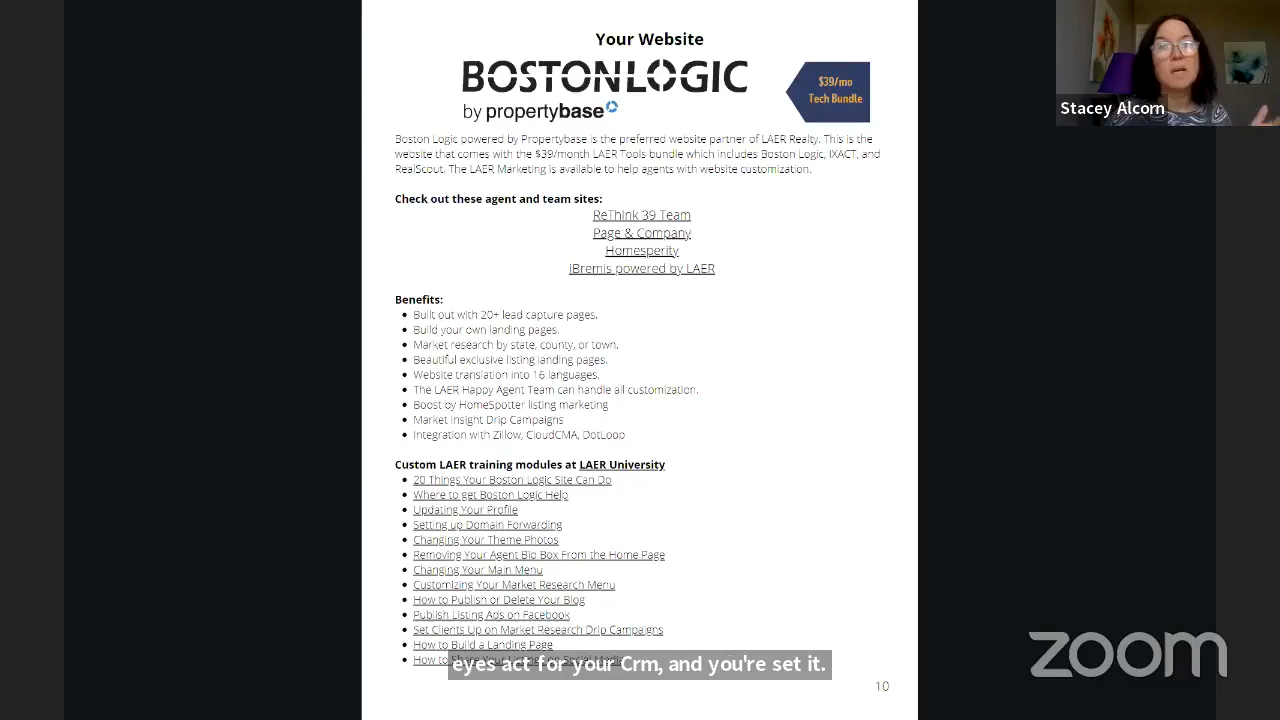 Your Website
BOSTONLOGIC
by propertybase
$39/mo
Tech Bundle
Stacey Alcorn
Boston Logic powered by Propertybase is the preferred website partner of LAER Realty. This is the
website that comes with the $39/month LAER Tools bundle which includes Boston Logic, IXACT, and
RealScout. The LAER Marketing is available to help agents with website customization.
Check out these agent and team sites:
ReThink 39 Team
Page & Company
Homesperity
iBremis powered by LAER
Benefits:
Built out with 20+ lead capture pages.
Build your own landing pages.
Market research by state, county, or town.
Beautiful exclusive listing landing pages.
Website translation into 16 languages.
The LAER Happy Agent Team can handle all customization.
Boost by HomeSpotter listing marketing
Market Insight Drip Campaigns
Integration with Zillow, CloudCMA, DotLoop
Custom LAER training modules at LAER University
20 Things Your Boston Logic Site Can Do
Where to get Boston Logic Help
Updating Your Profile
Setting up Domain Forwarding
Changing Your Theme Photos
Removing Your Agent Bio Box From the Home Page
Changing Your Main Menu
Customizing Your Market Research Menu
How to Publish or Delete Your Blog
Publish Listing Ads on Facebook
Set Clients Up on Market Research Drip Campaigns
How to Build a Landing Page
How to
eyes act for your Crm, and you're set it.
zoom
10